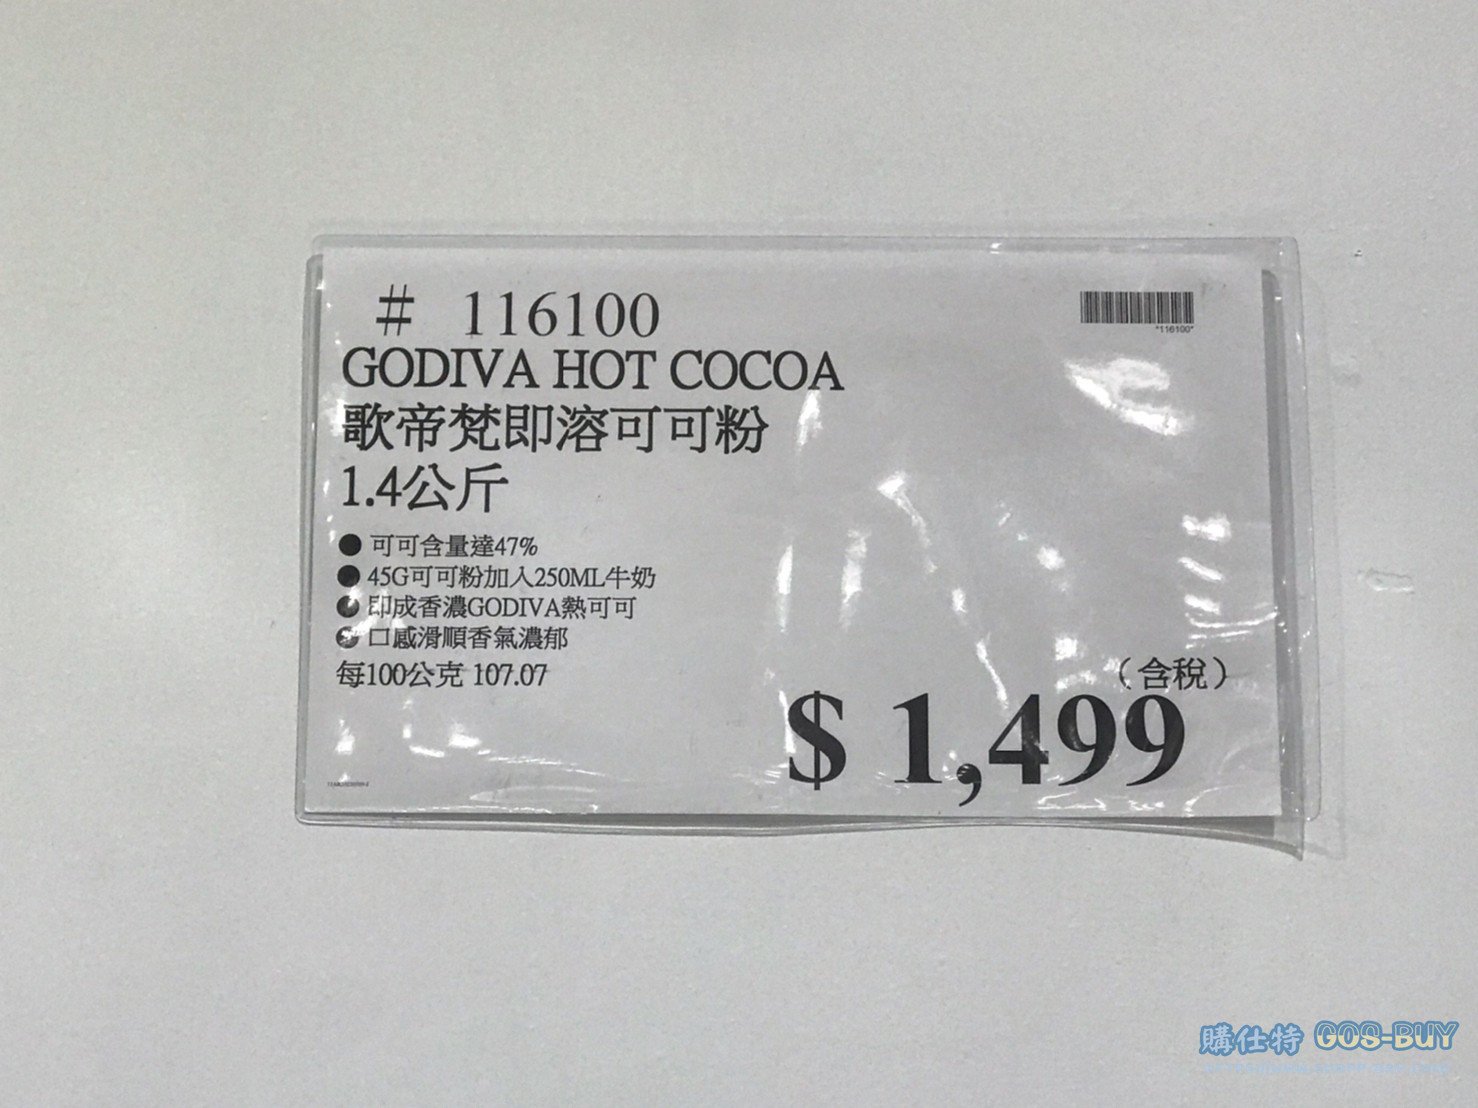 # 116100
*116100*
GODIVA HOT COCOA
歌帝梵即溶可可粉
1.4公斤
● 可可含量達47%
● 45G可可粉加入250ML牛奶
● 即成香濃GODIVA熱可可
● 口感滑順香氣濃郁
每100公克 107.07
（含稅）
$ 1,499
購仕特 GOS-BUY